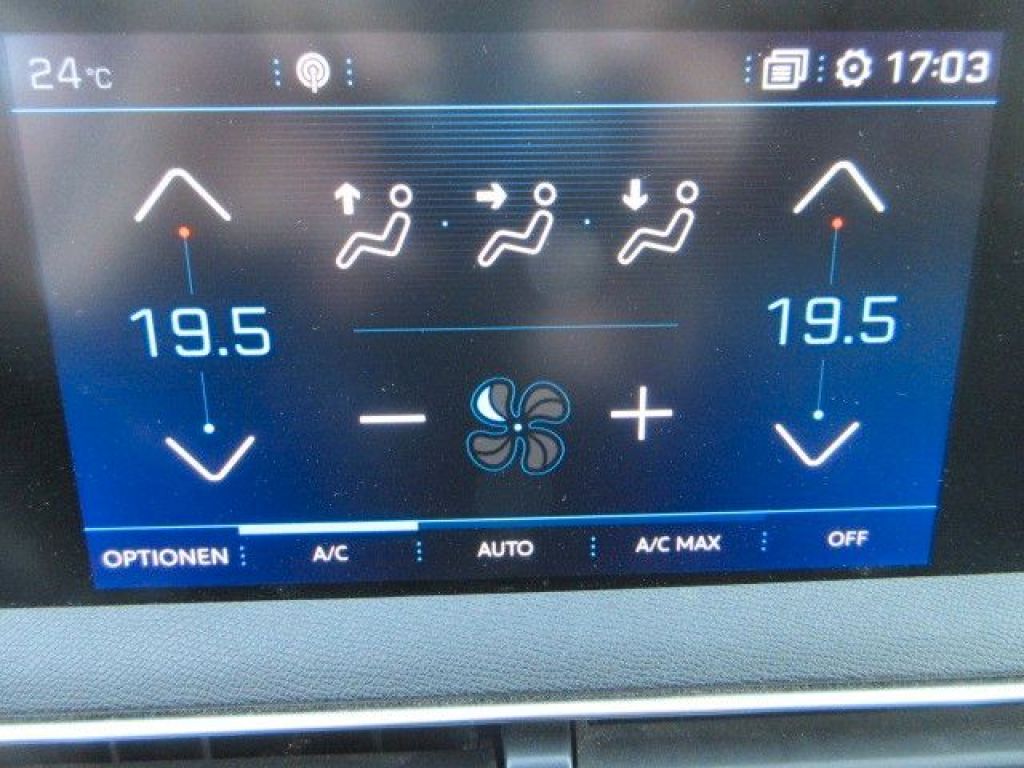 24°C 17:03
19.5 19.5
OPTIONEN A/C AUTO A/C MAX OFF